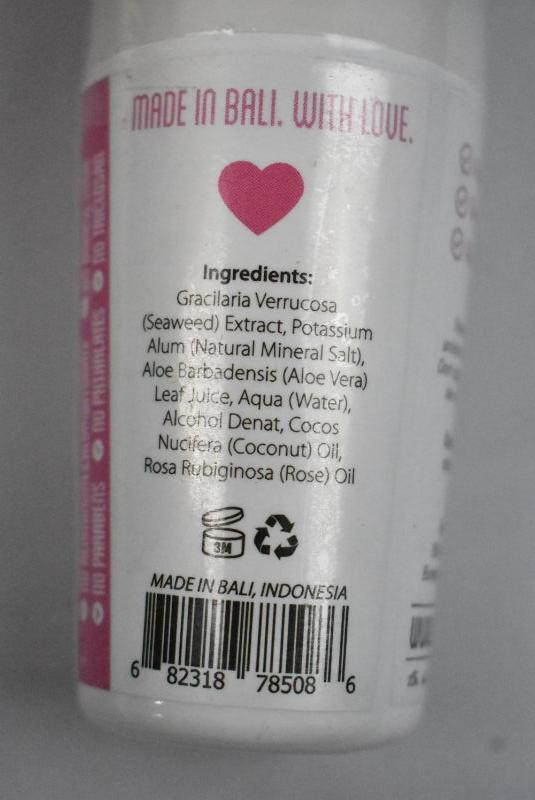 MADE IN BALI. WITH LOVE.
Ingredients:
Gracilaria Verrucosa
(Seaweed) Extract, Potassium
Alum (Natural Mineral Salt),
Aloe Barbadensis (Aloe Vera)
Leaf Juice, Aqua (Water),
Alcohol Denat, Cocos
Nucifera (Coconut) Oil,
Rosa Rubiginosa (Rose) Oil
3M
MADE IN BALI, INDONESIA
6 82318 78508 6
NO PARABENS NO PHTHALATES NO TRICLOSAN